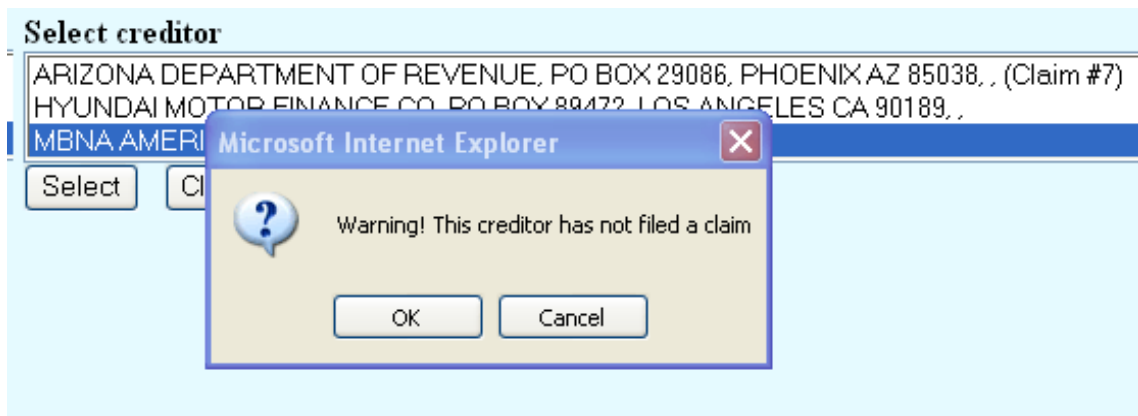 Select creditor
ARIZONA DEPARTMENT OF REVENUE, PO BOX 29086, PHOENIX AZ 85038, , (Claim #7)
HYUNDAI MOTOR FINANCE CO, PO BOX 89472, LOS ANGELES CA 90189, ,
MBNA AMERI
Microsoft Internet Explorer
Select
Cl
Warning! This creditor has not filed a claim
OK Cancel